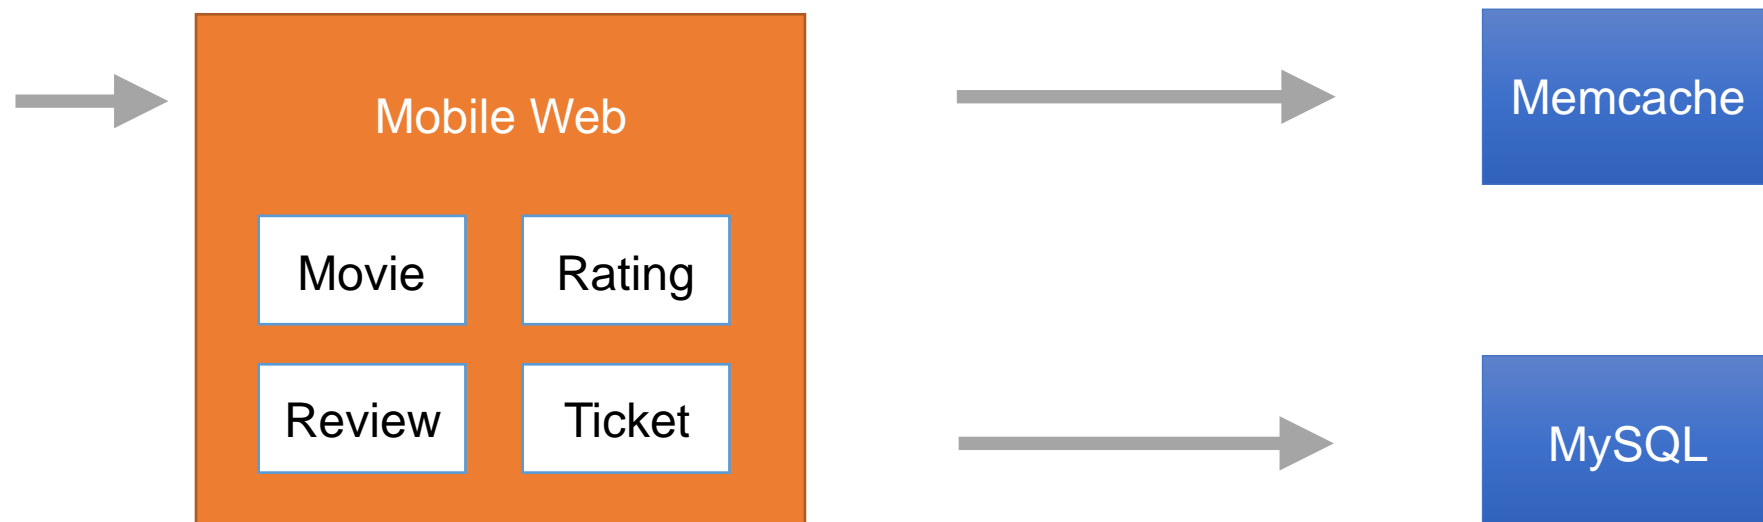 Mobile Web
Memcache
Movie
Rating
Review
Ticket
MySQL